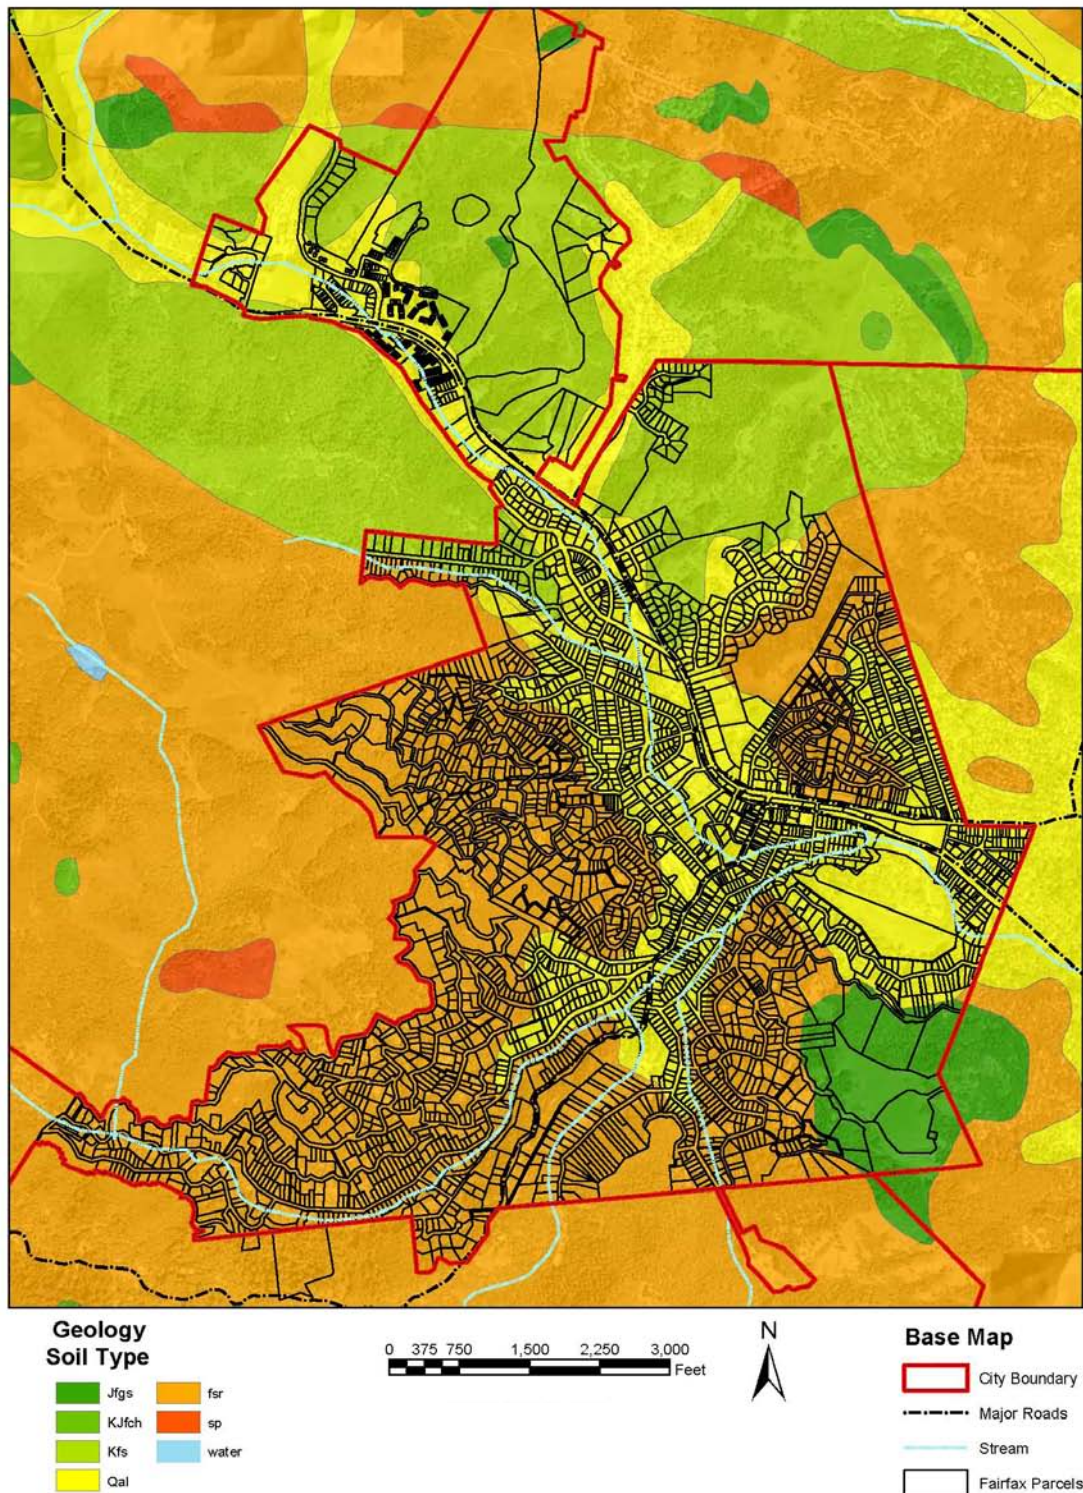 Geology
Soil Type
Jfgs
KJfch
Kfs
Qal
fsr
sp
water
0 375 750 1,500 2,250 3,000
Feet
N
Base Map
City Boundary
Major Roads
Stream
Fairfax Parcels